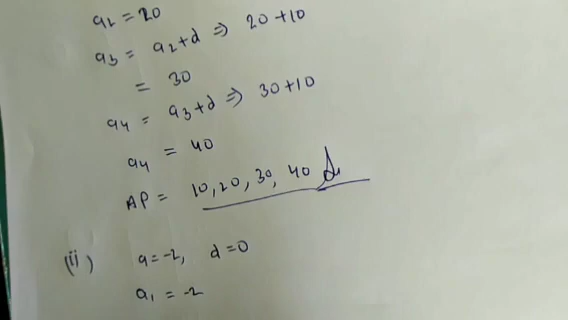 a2 = 20
a3 = a2+d ⇒ 20+10
= 30
a4 = a3+d ⇒ 30+10
a4 = 40
AP = 10, 20, 30, 40
(ii) a=-2, d=0
a1 = -2